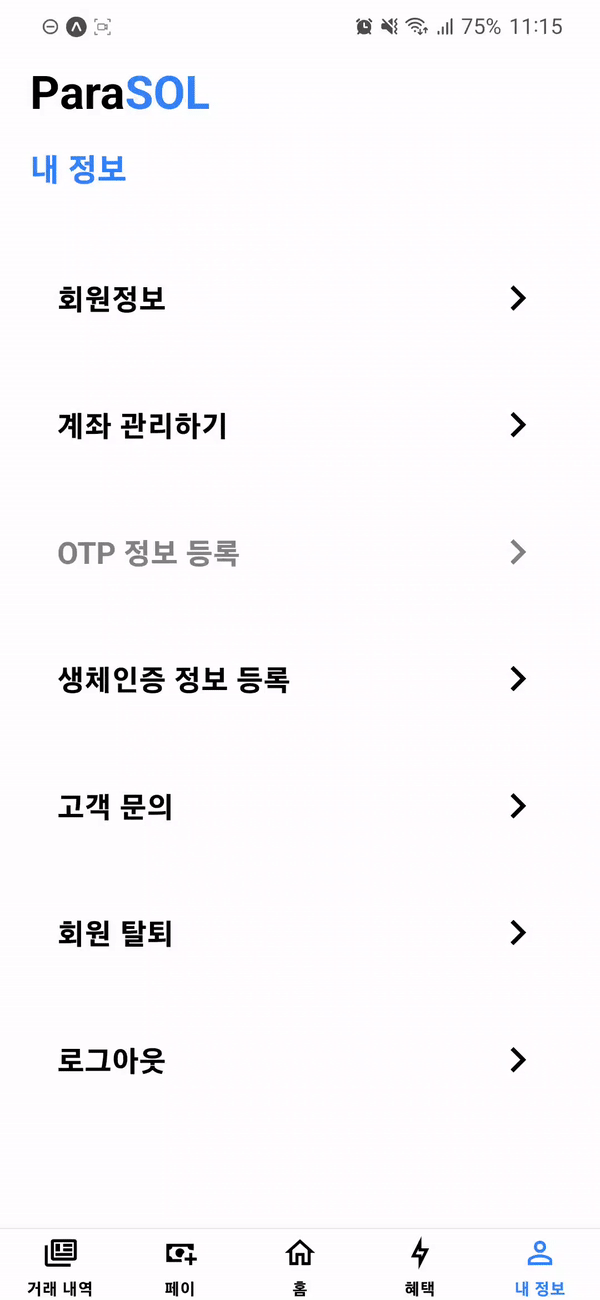 75% 11:15
ParaSOL
내 정보
회원정보
계좌 관리하기
OTP 정보 등록
생체인증 정보 등록
고객 문의
회원 탈퇴
로그아웃
거래 내역 페이 홈 혜택 내 정보